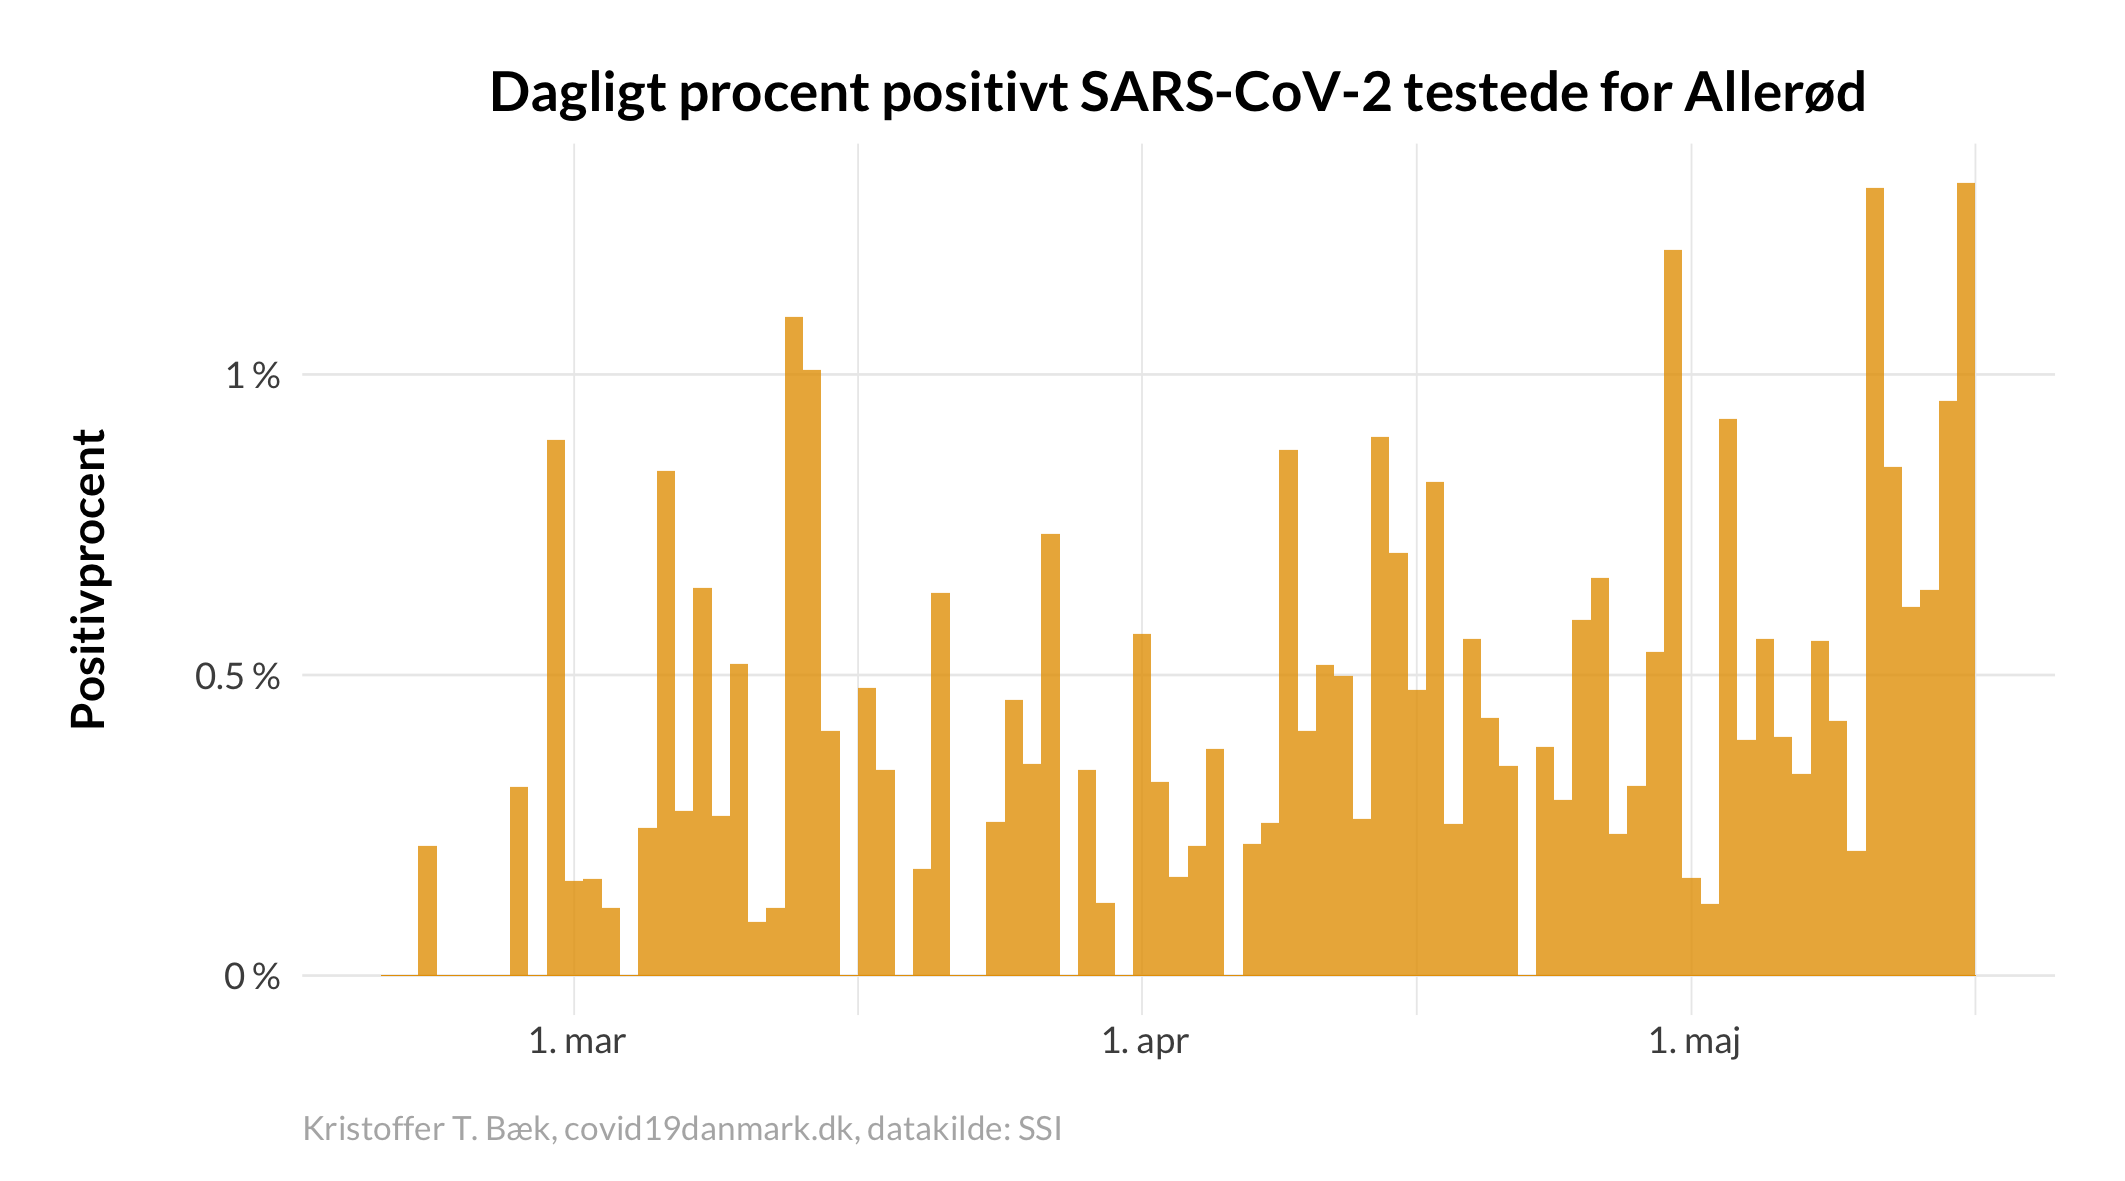 Dagligt procent positivt SARS-CoV-2 testede for Allerød
Positivprocent
1 %
0.5 %
0 %
1. mar
1. apr
1. maj
Kristoffer T. Bæk, covid19danmark.dk, datakilde: SSI